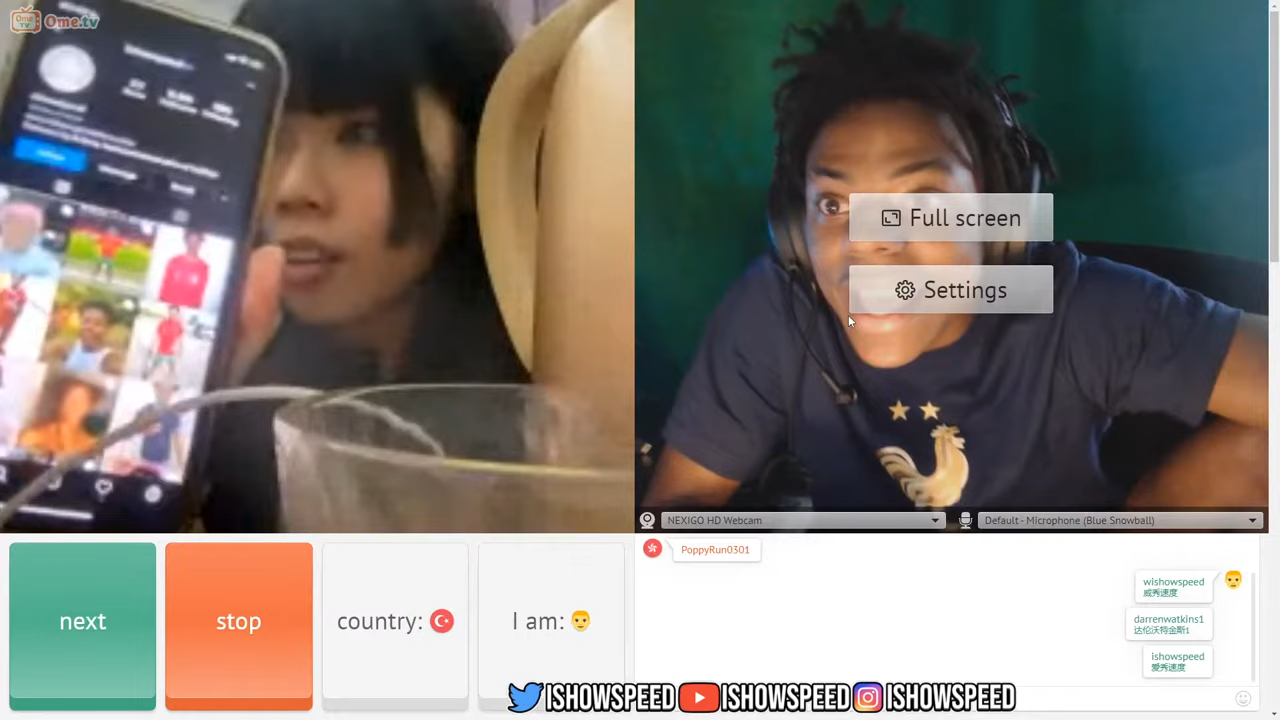 Ome.tv
Full screen
Settings
NEXIGO HD Webcam
Default - Microphone (Blue Snowball)
PoppyRun0301
wishowspeed
威秀速度
darrenwatkins1
达伦沃特金斯1
ishowspeed
爱秀速度
next
stop
country:
I am:
ISHOWSPEED
ISHOWSPEED
ISHOWSPEED